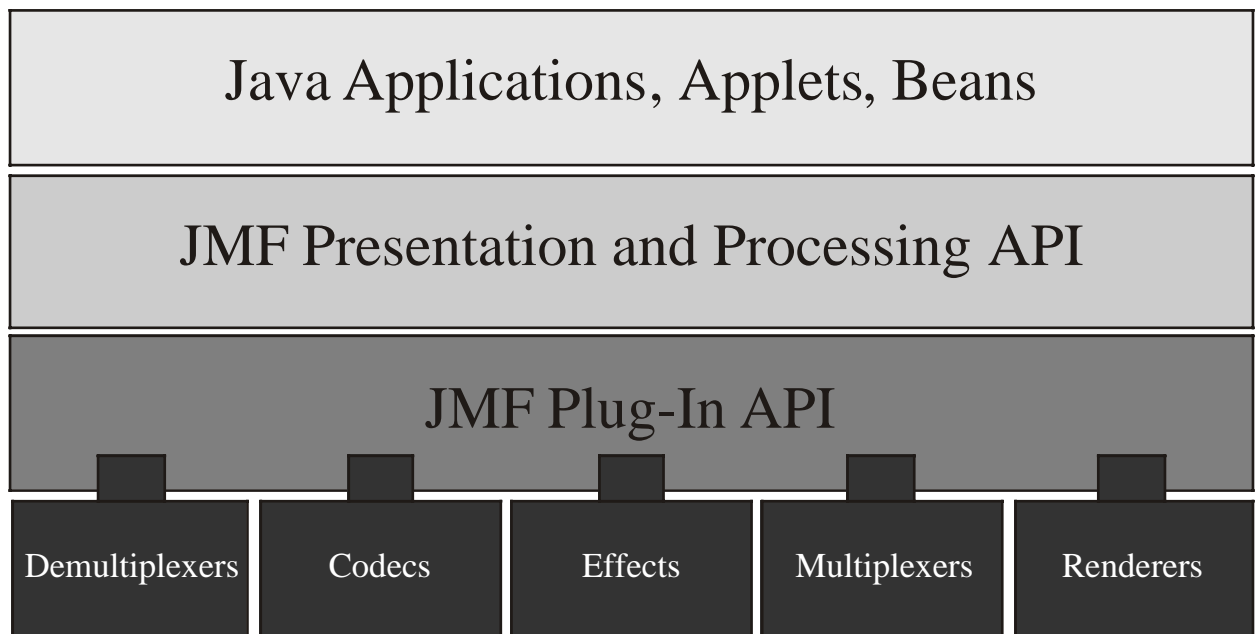 Java Applications, Applets, Beans
JMF Presentation and Processing API
JMF Plug-In API
Demultiplexers
Codecs
Effects
Multiplexers
Renderers